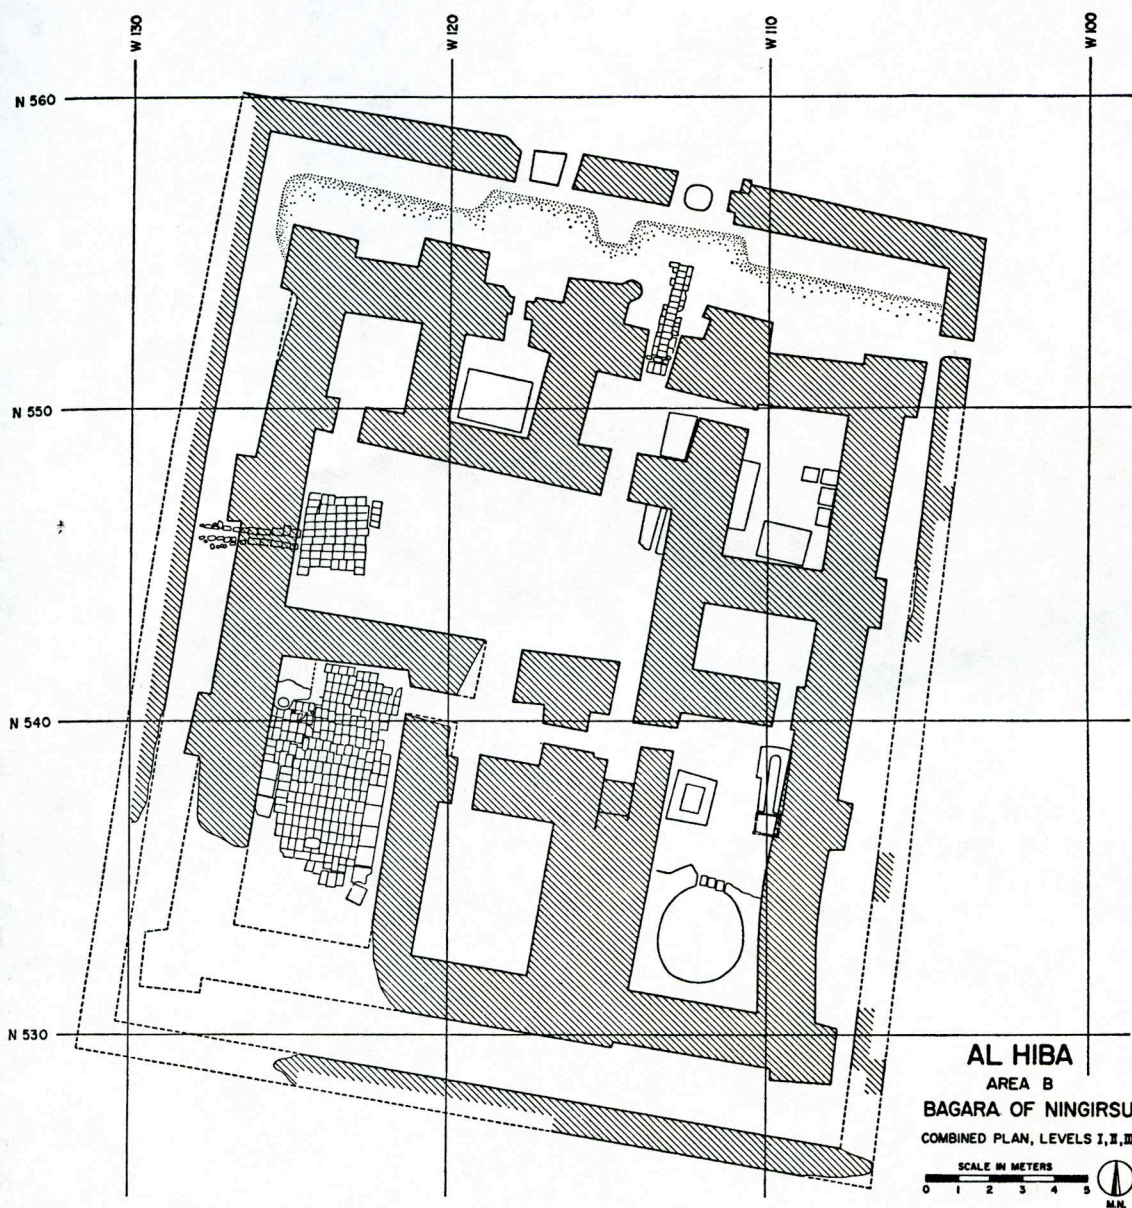 W 130
W 120
W 110
W 100
N 560
N 550
N 540
N 530
AL HIBA
AREA B
BAGARA OF NINGIRSU
COMBINED PLAN, LEVELS I, II, III
SCALE IN METERS
0 1 2 3 4 5
M.N.